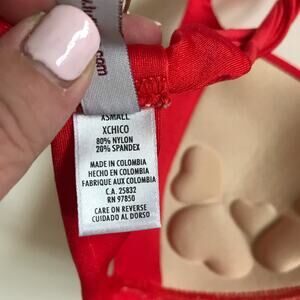 .com
XSMALL
XCHICO
80% NYLON
20% SPANDEX
MADE IN COLOMBIA
HECHO EN COLOMBIA
FABRIQUE AUX COLOMBIA
C.A. 25832
RN 97850
CARE ON REVERSE
CUIDADO AL DORSO